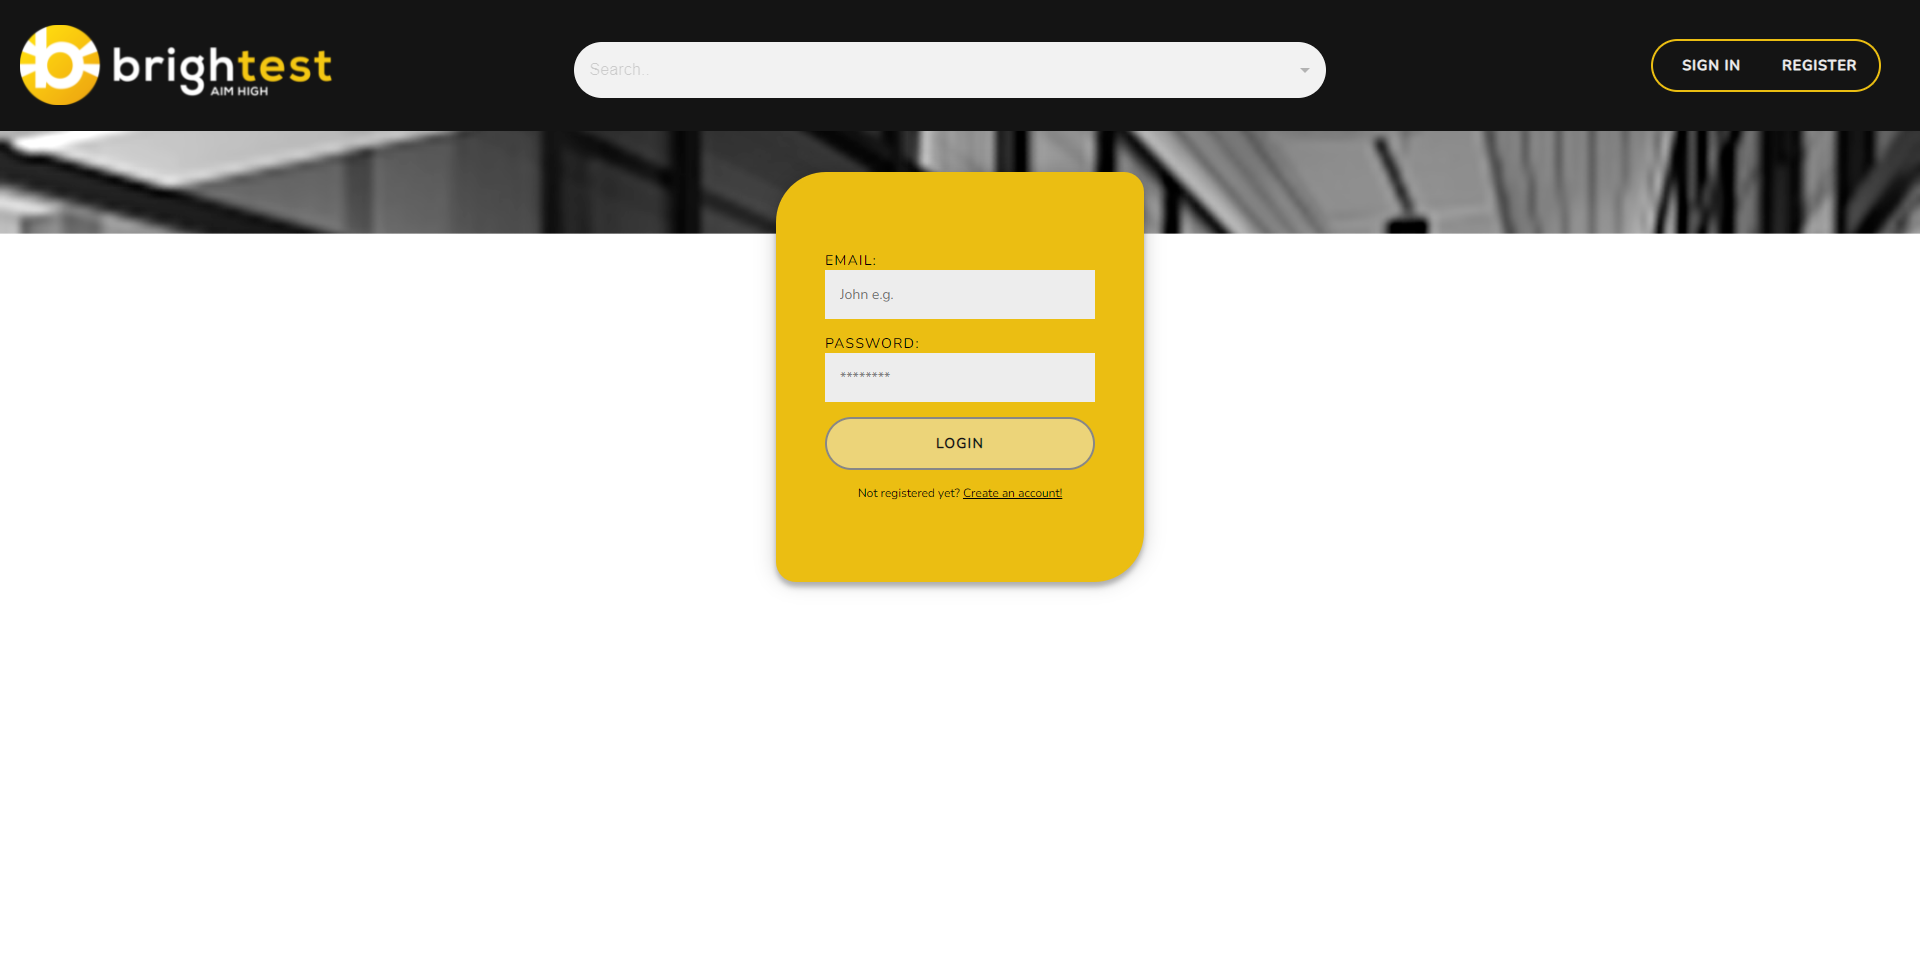 brightest
AIM HIGH
Search..
SIGN IN
REGISTER
EMAIL:
John e.g.
PASSWORD:
********
LOGIN
Not registered yet? Create an account!